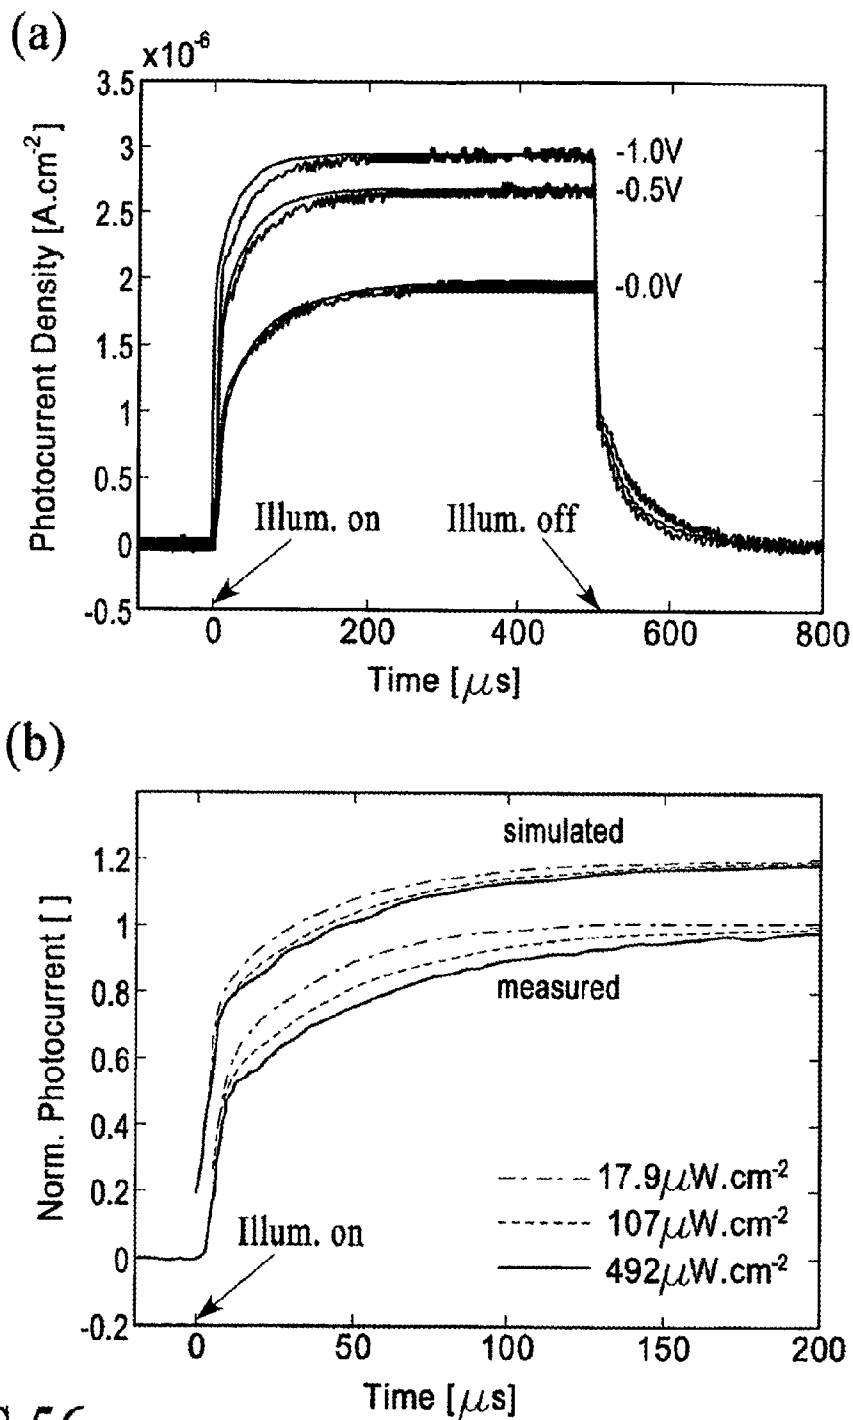 (a)
x10-6
3.5
3
2.5
2
1.5
1
0.5
0
-0.5
Photocurrent Density [A.cm-2]
-1.0V
-0.5V
-0.0V
Illum. on
Illum. off
0 200 400 600 800
Time [μs]
(b)
simulated
1.2
1
0.8
0.6
0.4
0.2
0
-0.2
Norm. Photocurrent [ ]
measured
17.9μW.cm-2
107μW.cm-2
492μW.cm-2
Illum. on
0 50 100 150 200
Time [μs]